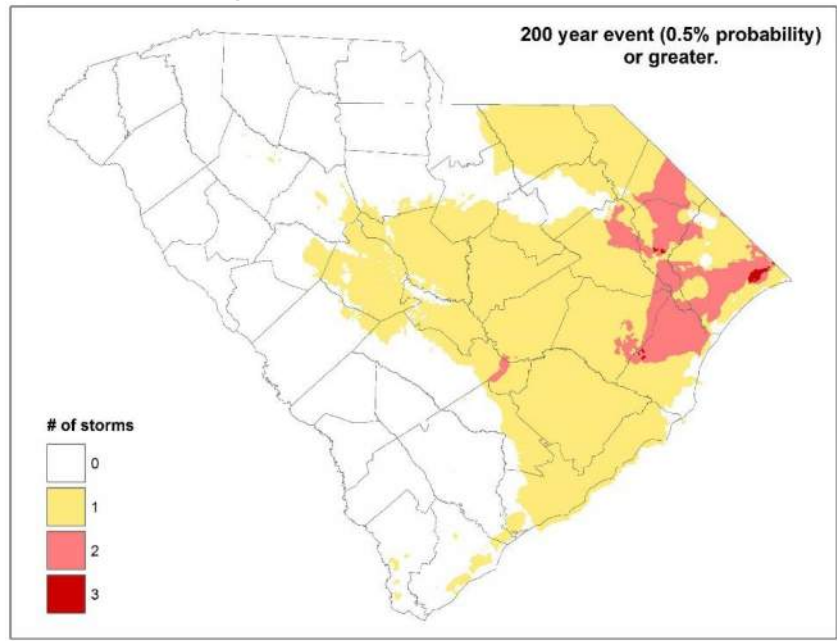 200 year event (0.5% probability)
or greater.
# of storms
0
1
2
3